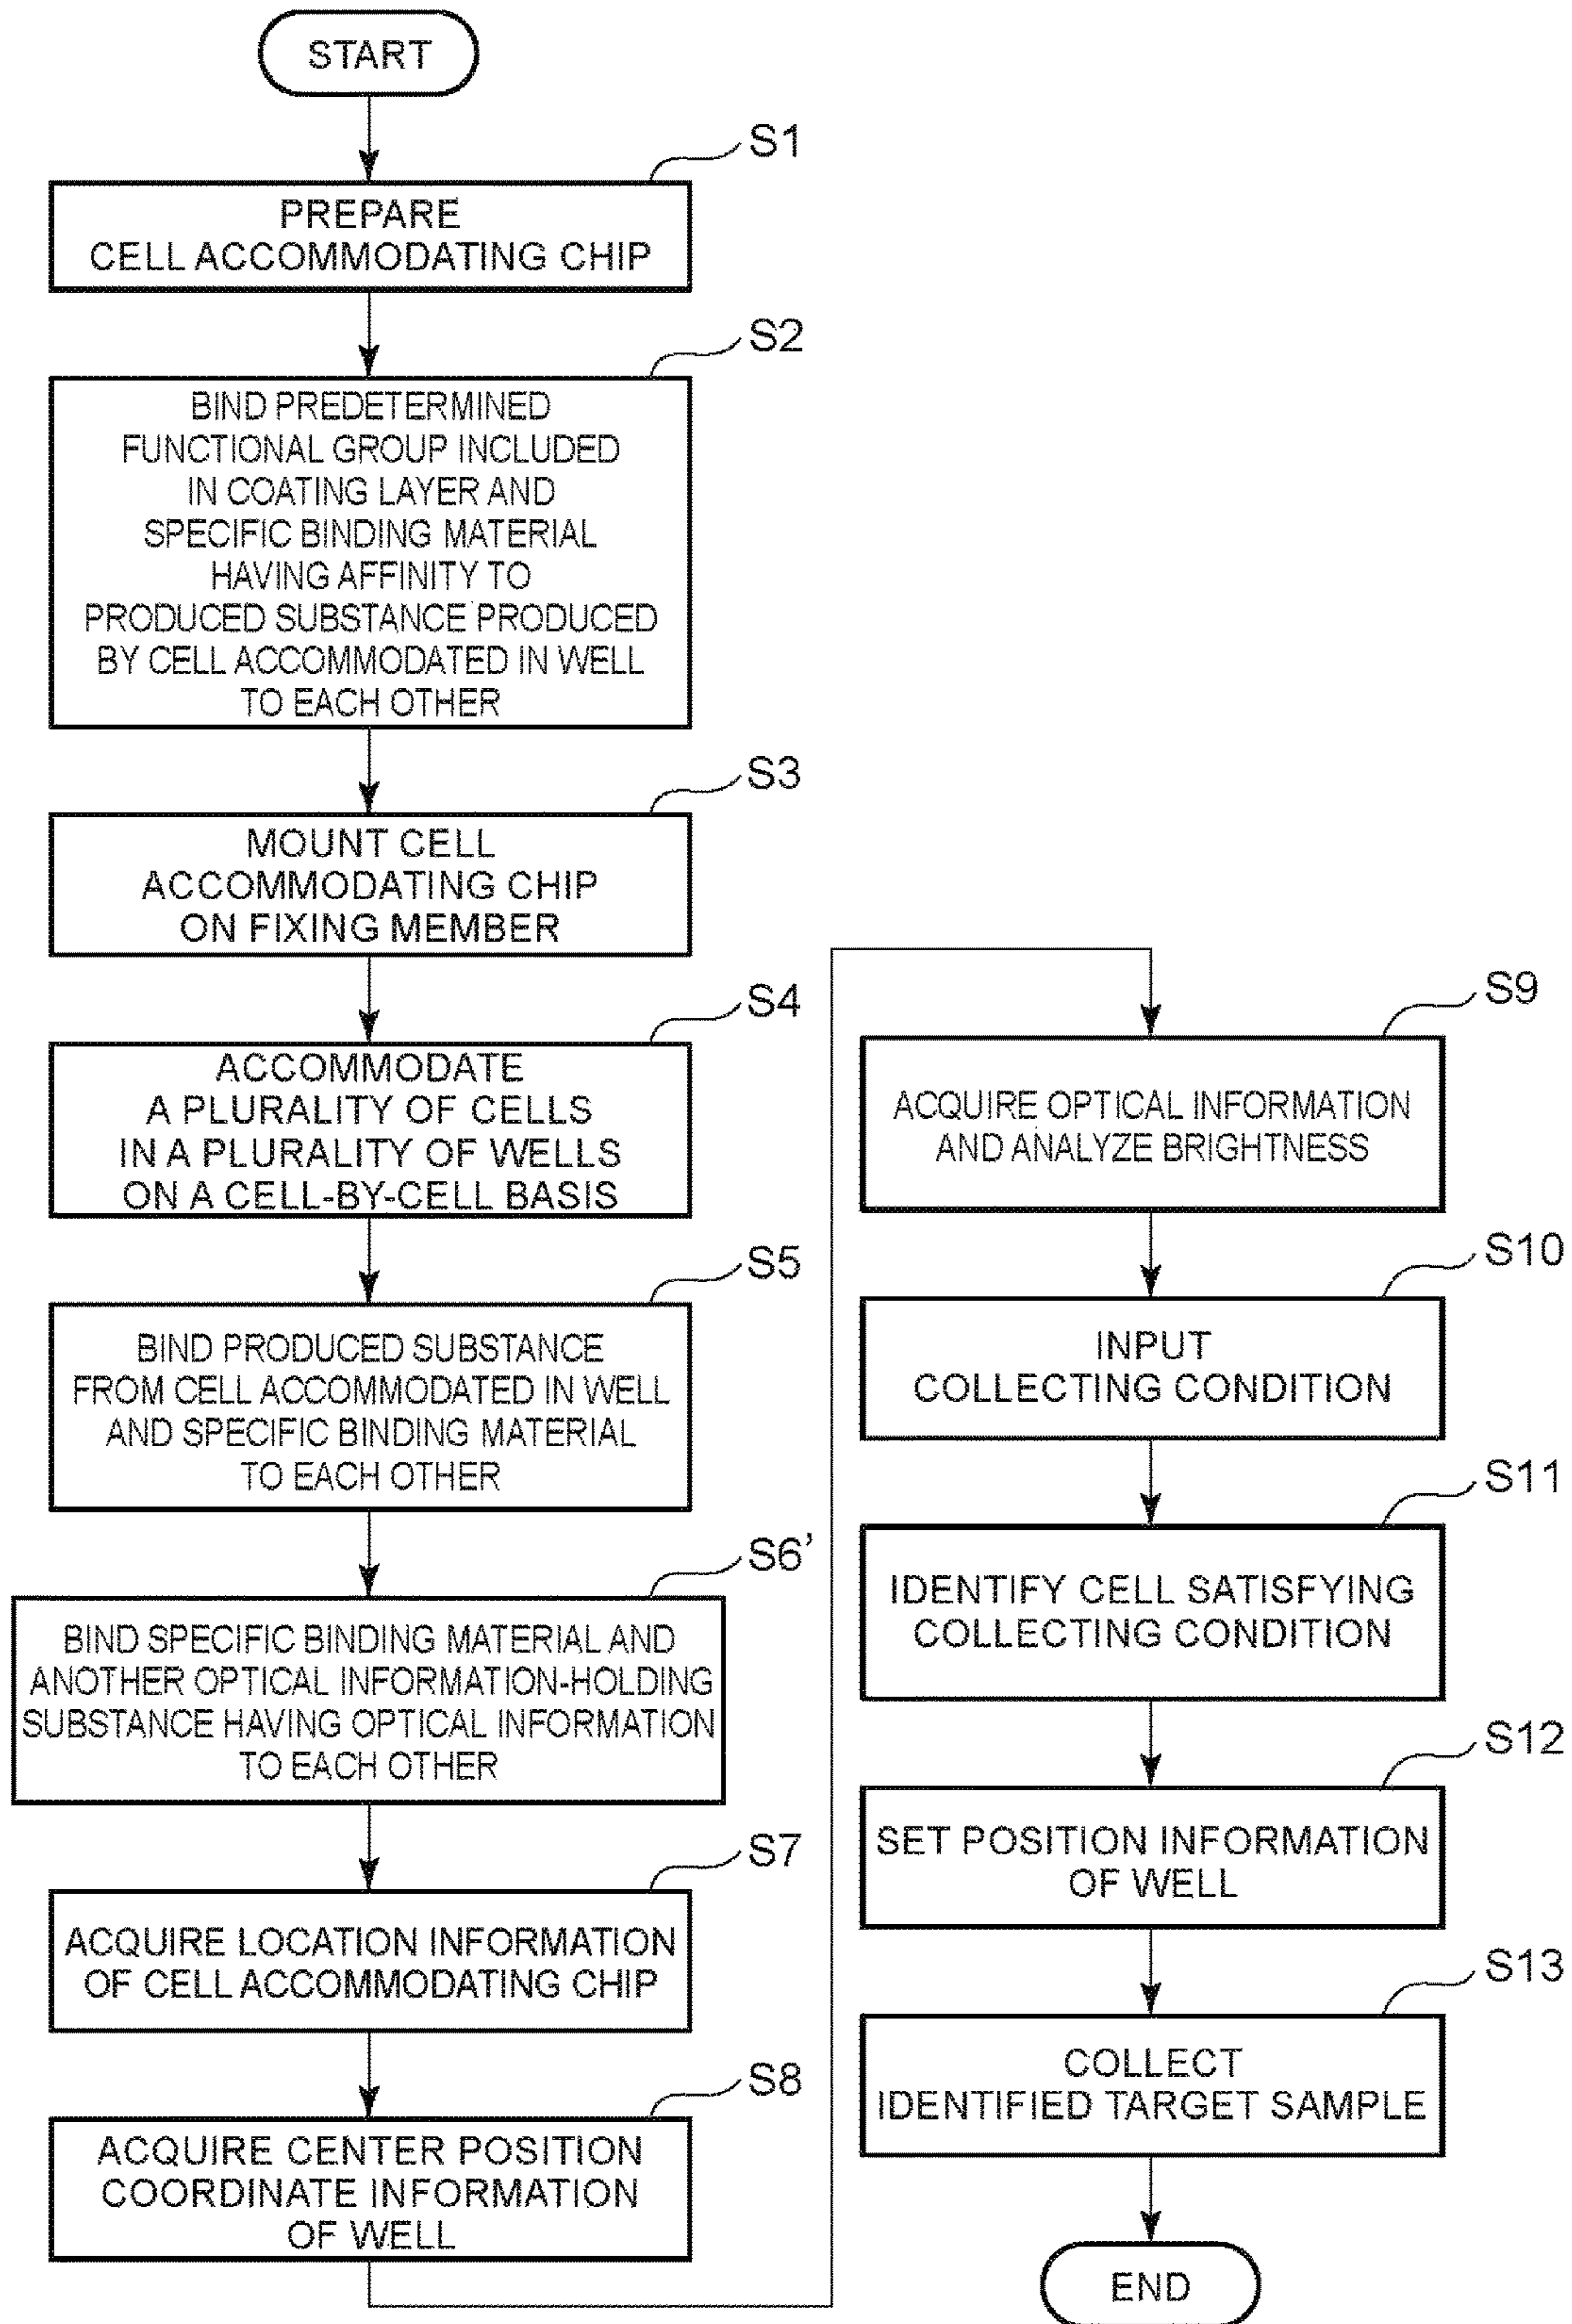 START
S1
PREPARE
CELL ACCOMMODATING CHIP
S2
BIND PREDETERMINED
FUNCTIONAL GROUP INCLUDED
IN COATING LAYER AND
SPECIFIC BINDING MATERIAL
HAVING AFFINITY TO
PRODUCED SUBSTANCE PRODUCED
BY CELL ACCOMMODATED IN WELL
TO EACH OTHER
S3
MOUNT CELL
ACCOMMODATING CHIP
ON FIXING MEMBER
S4
ACCOMMODATE
A PLURALITY OF CELLS
IN A PLURALITY OF WELLS
ON A CELL-BY-CELL BASIS
S5
BIND PRODUCED SUBSTANCE
FROM CELL ACCOMMODATED IN WELL
AND SPECIFIC BINDING MATERIAL
TO EACH OTHER
S6’
BIND SPECIFIC BINDING MATERIAL AND
ANOTHER OPTICAL INFORMATION-HOLDING
SUBSTANCE HAVING OPTICAL INFORMATION
TO EACH OTHER
S7
ACQUIRE LOCATION INFORMATION
OF CELL ACCOMMODATING CHIP
S8
ACQUIRE CENTER POSITION
COORDINATE INFORMATION
OF WELL
S9
ACQUIRE OPTICAL INFORMATION
AND ANALYZE BRIGHTNESS
S10
INPUT
COLLECTING CONDITION
S11
IDENTIFY CELL SATISFYING
COLLECTING CONDITION
S12
SET POSITION INFORMATION
OF WELL
S13
COLLECT
IDENTIFIED TARGET SAMPLE
END